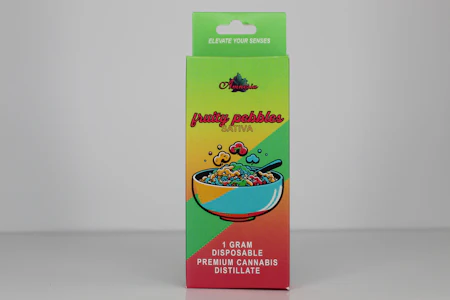 ELEVATE YOUR SENSES
fruity pebbles
SATIVA
1 GRAM
DISPOSABLE
PREMIUM CANNABIS
DISTILLATE